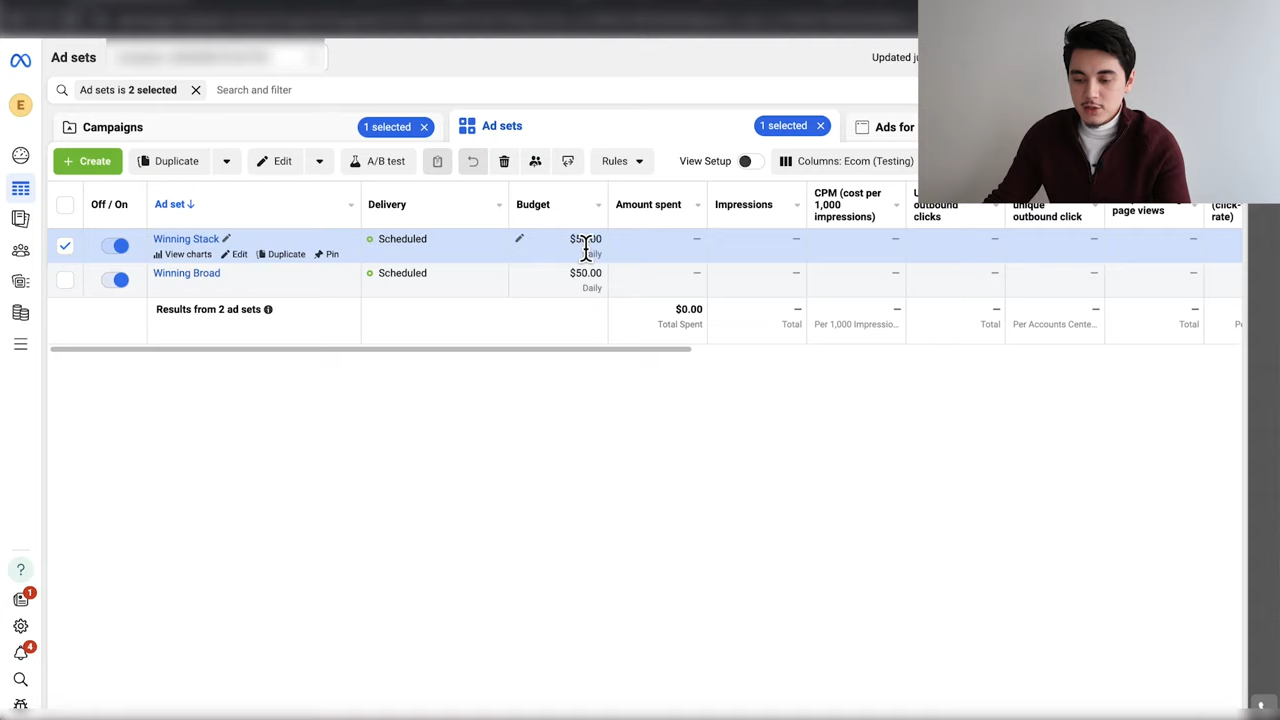 Ad sets
Updated ju
E
Ad sets is 2 selected
Search and filter
Campaigns
1 selected
Ad sets
1 selected
Ads for
+ Create
Duplicate
Edit
A/B test
Rules
View Setup
Columns: Ecom (Testing)
Off / On
Ad set
Delivery
Budget
Amount spent
Impressions
CPM (cost per
1,000
impressions)
outbound
clicks
unique
outbound click
page views
(click-
rate)
Winning Stack
Scheduled
View charts
Edit
Duplicate
Pin
Winning Broad
Scheduled
$50.00
Daily
Results from 2 ad sets
$0.00
Total Spent
Total
Per 1,000 Impressio...
Total
Per Accounts Cente...
Total
?
1
4